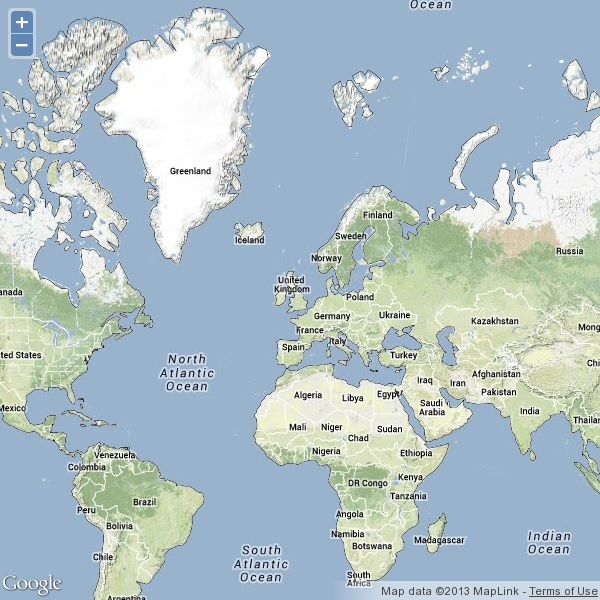 Ocean
+
−
Greenland
Finland
Iceland
Sweden
Russia
Norway
United
Kingdom
anada
Poland
Germany
Ukraine
Kazakhstan
Mong
France
ted States
Spain
Italy
Turkey
North
Atlantic
Ocean
Chi
Afghanistan
Iraq
Iran
Pakistan
Algeria
Libya
Egypt
Saudi
Arabia
Mexico
India
Thailand
Mali
Niger
Sudan
Chad
Venezuela
Nigeria
Ethiopia
Colombia
Kenya
DR Congo
Tanzania
Brazil
Peru
Angola
Bolivia
Namibia
Madagascar
Botswana
Indian
Ocean
Chile
South
Atlantic
Ocean
South
Africa
Google
Argentina
Map data ©2013 MapLink - Terms of Use